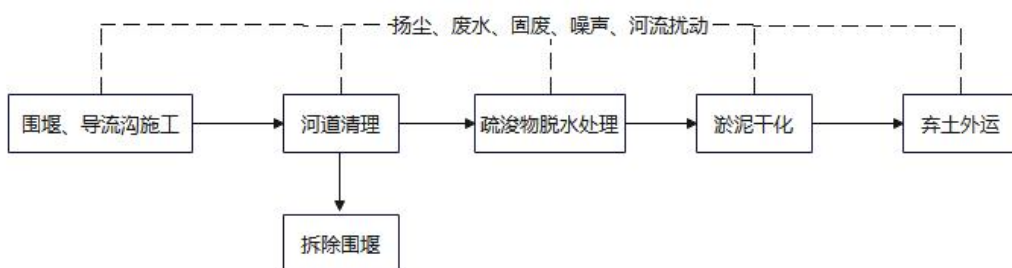 扬尘、废水、固废、噪声、河流扰动
围堰、导流沟施工
河道清理
疏浚物脱水处理
淤泥干化
弃土外运
拆除围堰